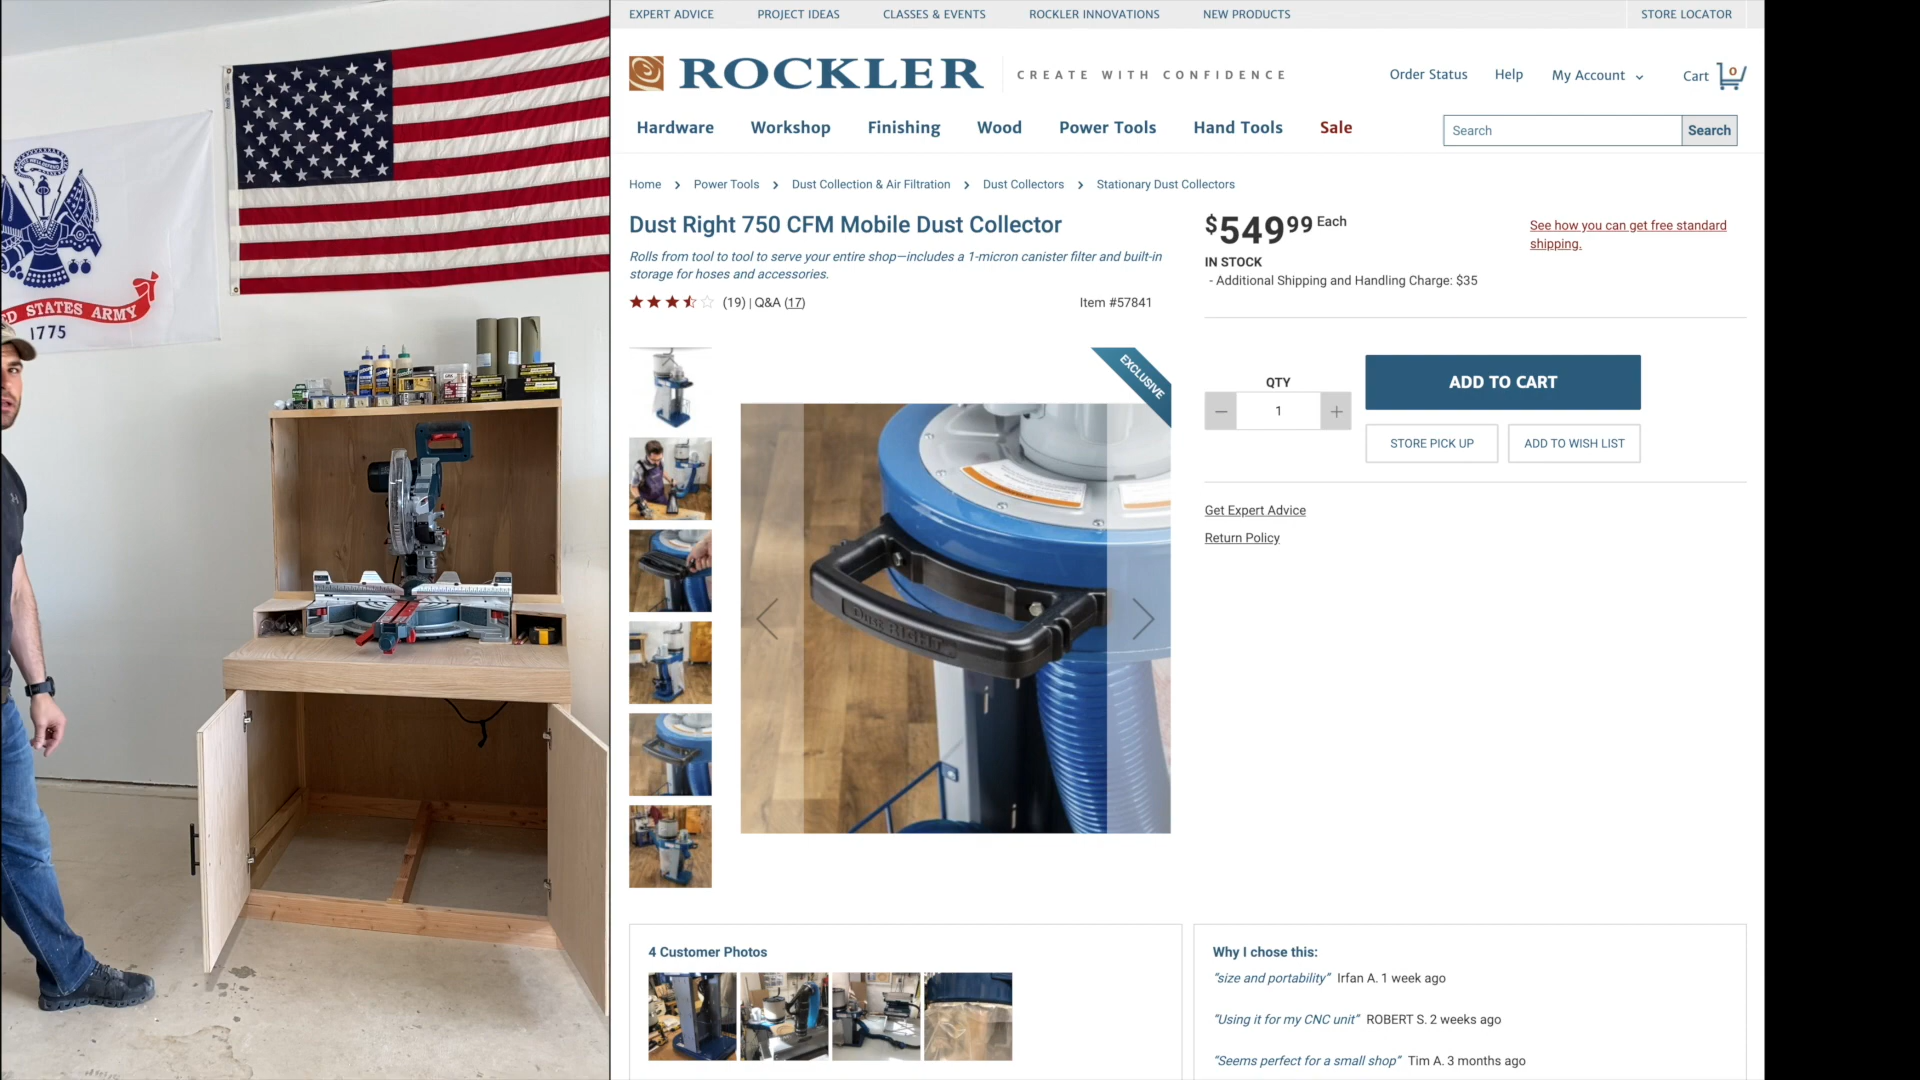 ED STATES ARMY
1775
EXPERT ADVICE
PROJECT IDEAS
CLASSES & EVENTS
ROCKLER INNOVATIONS
NEW PRODUCTS
STORE LOCATOR
ROCKLER
CREATE WITH CONFIDENCE
Order Status
Help
My Account
Cart
0
Hardware
Workshop
Finishing
Wood
Power Tools
Hand Tools
Sale
Search
Search
Home > Power Tools > Dust Collection & Air Filtration > Dust Collectors > Stationary Dust Collectors
Dust Right 750 CFM Mobile Dust Collector
Rolls from tool to tool to serve your entire shop—includes a 1-micron canister filter and built-in
storage for hoses and accessories.
(19) | Q&A (17)
Item #57841
$549.99 Each
IN STOCK
- Additional Shipping and Handling Charge: $35
See how you can get free standard
shipping.
EXCLUSIVE
DUST RIGHT
QTY
1
ADD TO CART
STORE PICK UP
ADD TO WISH LIST
Get Expert Advice
Return Policy
4 Customer Photos
Why I chose this:
“size and portability” Irfan A. 1 week ago
“Using it for my CNC unit” ROBERT S. 2 weeks ago
“Seems perfect for a small shop” Tim A. 3 months ago